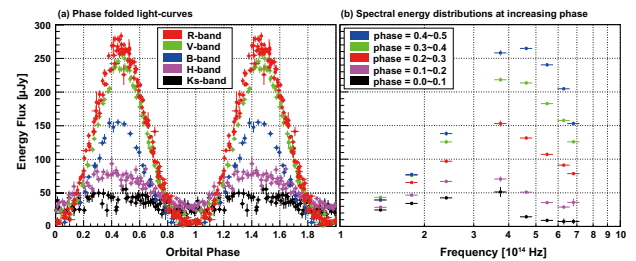 (a) Phase folded light-curves
(b) Spectral energy distributions at increasing phase
Energy Flux [μJy]
300
250
200
150
100
50
0
R-band
V-band
B-band
H-band
Ks-band
phase = 0.4~0.5
phase = 0.3~0.4
phase = 0.2~0.3
phase = 0.1~0.2
phase = 0.0~0.1
0 0.2 0.4 0.6 0.8 1 1.2 1.4 1.6 1.8
1 2 3 4 5 6 7 8 9 10
Orbital Phase
Frequency [10¹⁴ Hz]